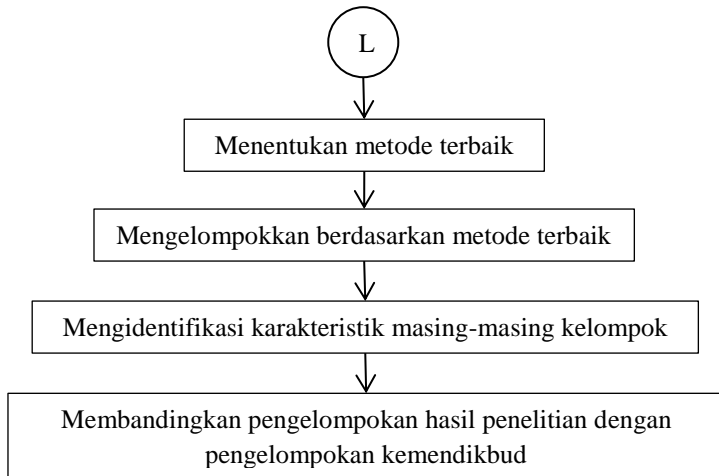 L
Menentukan metode terbaik
Mengelompokkan berdasarkan metode terbaik
Mengidentifikasi karakteristik masing-masing kelompok
Membandingkan pengelompokan hasil penelitian dengan
pengelompokan kemendikbud